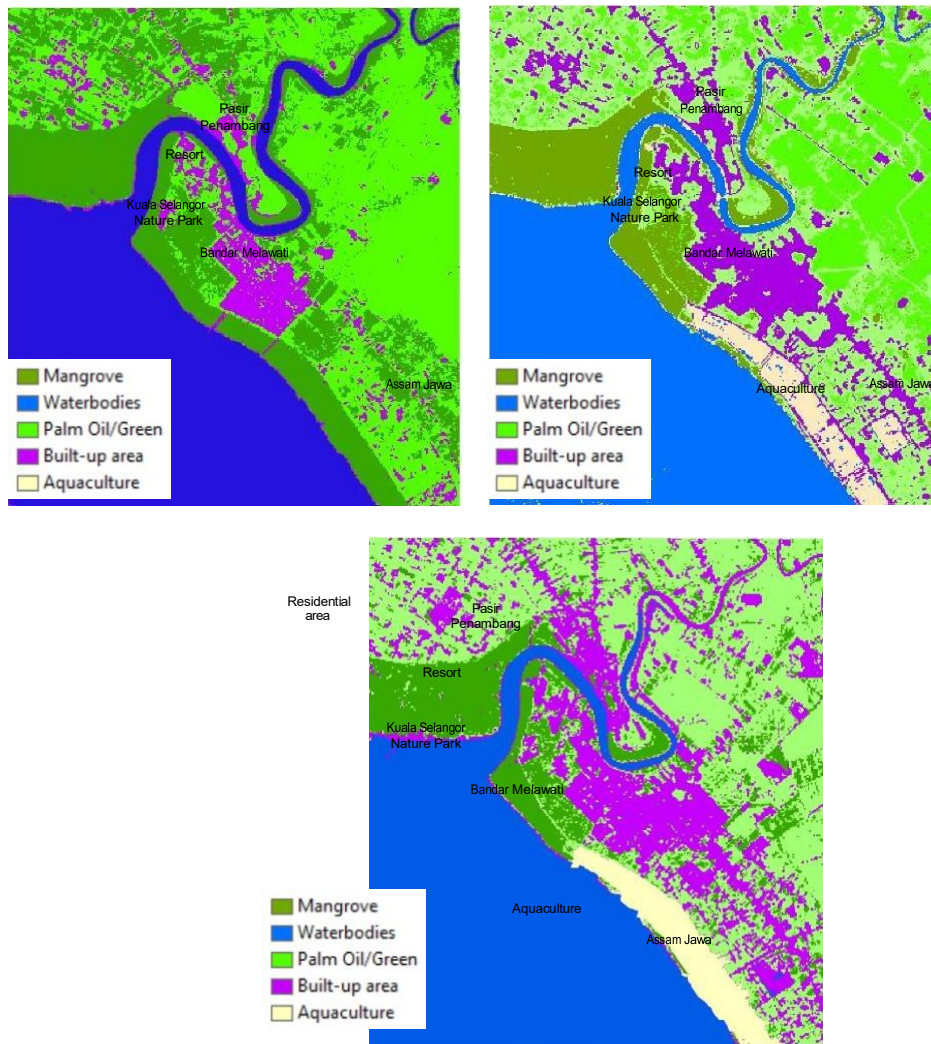 Pasir
Penambang
Resort
Kuala Selangor
Nature Park
Bandar Melawati
Assam Jawa
Mangrove
Waterbodies
Palm Oil/Green
Built-up area
Aquaculture
Pasir
Penambang
Resort
Kuala Selangor
Nature Park
Bandar Melawati
Aquaculture
Assam Jawa
Mangrove
Waterbodies
Palm Oil/Green
Built-up area
Aquaculture
Residential
area
Pasir
Penambang
Resort
Kuala Selangor
Nature Park
Bandar Melawati
Aquaculture
Assam Jawa
Mangrove
Waterbodies
Palm Oil/Green
Built-up area
Aquaculture